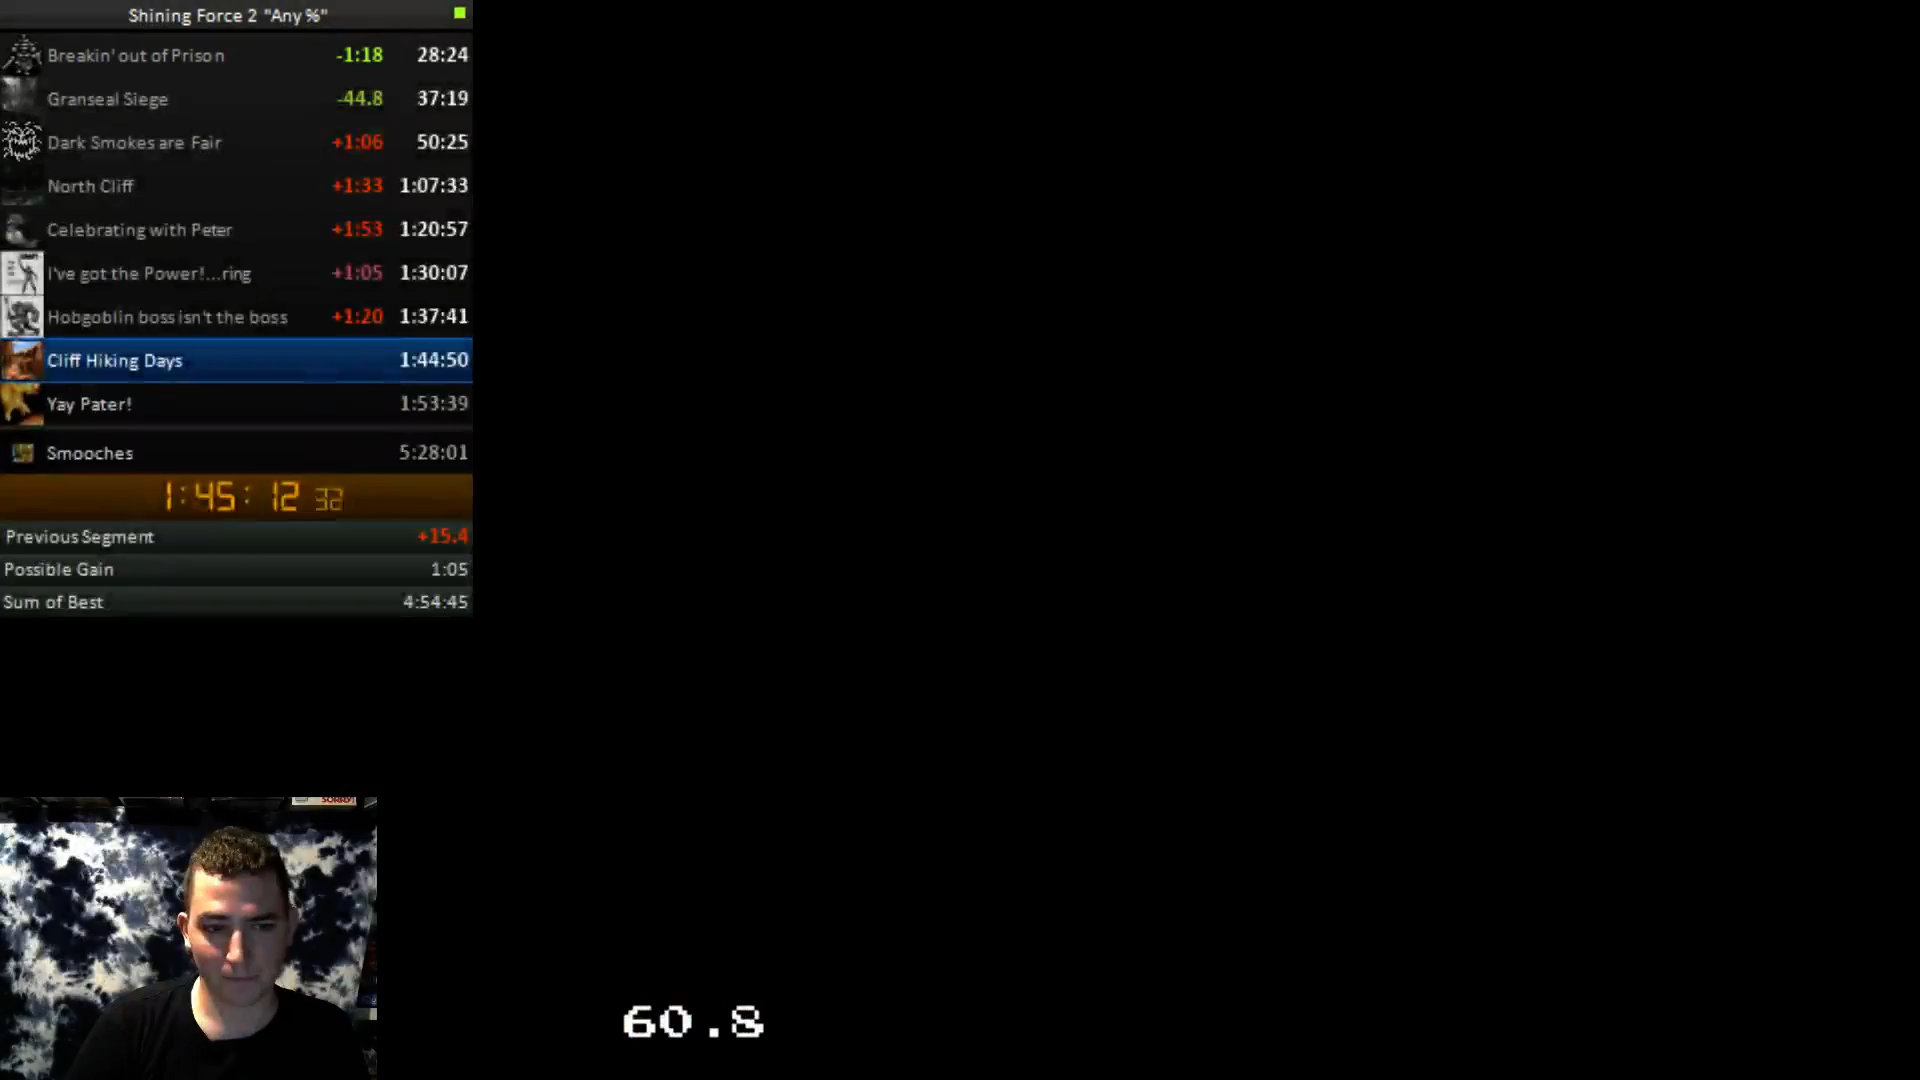 Shining Force 2 "Any %"
Breakin' out of Prison -1:18 28:24
Granseal Siege -44.8 37:19
Dark Smokes are Fair +1:06 50:25
North Cliff +1:33 1:07:33
Celebrating with Peter +1:53 1:20:57
I've got the Power!...ring +1:05 1:30:07
Hobgoblin boss isn't the boss +1:20 1:37:41
Cliff Hiking Days 1:44:50
Yay Pater! 1:53:39
Smooches 5:28:01
1:45:12 32
Previous Segment +15.4
Possible Gain 1:05
Sum of Best 4:54:45
SORRY!
60.8